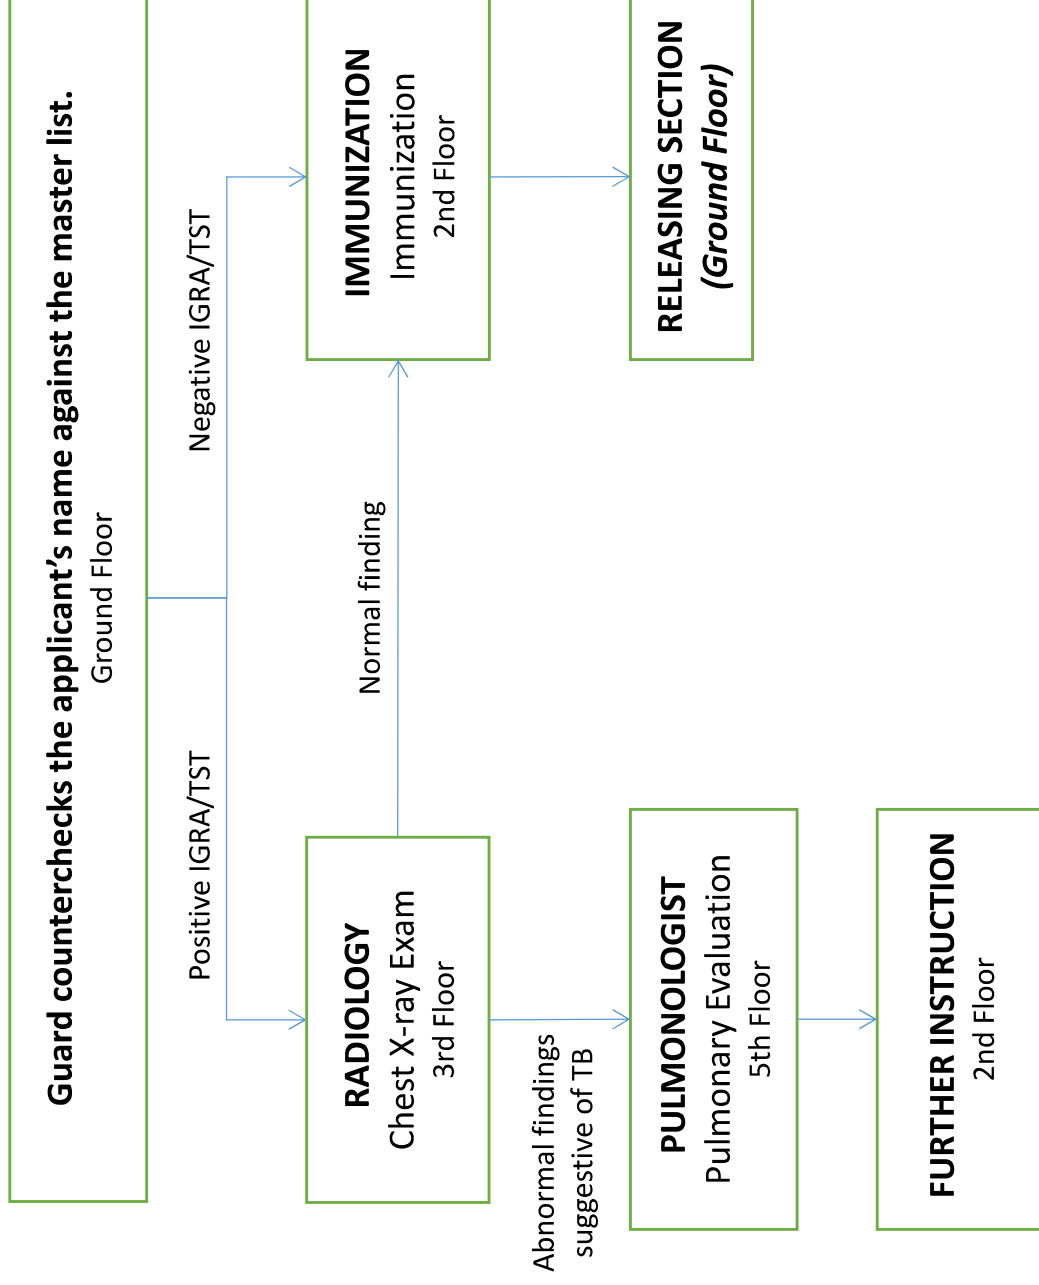 Guard counterchecks the applicant’s name against the master list.
Ground Floor
Positive IGRA/TST
Negative IGRA/TST
RADIOLOGY
Chest X-ray Exam
3rd Floor
Normal finding
IMMUNIZATION
Immunization
2nd Floor
Abnormal findings
suggestive of TB
PULMONOLOGIST
Pulmonary Evaluation
5th Floor
RELEASING SECTION
(Ground Floor)
FURTHER INSTRUCTION
2nd Floor